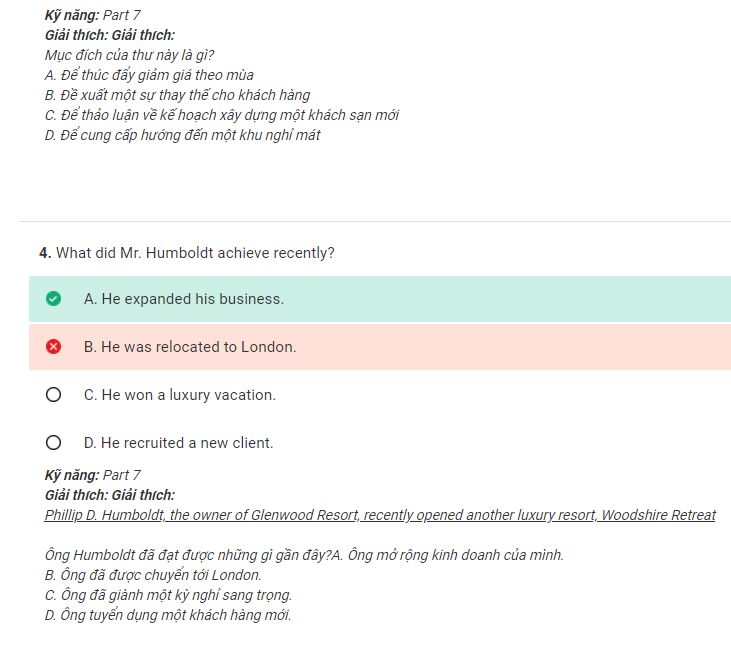 Kỹ năng: Part 7
Giải thích: Giải thích:
Mục đích của thư này là gì?
A. Để thúc đẩy giảm giá theo mùa
B. Đề xuất một sự thay thế cho khách hàng
C. Để thảo luận về kế hoạch xây dựng một khách sạn mới
D. Để cung cấp hướng đến một khu nghỉ mát
4. What did Mr. Humboldt achieve recently?
A. He expanded his business.
B. He was relocated to London.
C. He won a luxury vacation.
D. He recruited a new client.
Kỹ năng: Part 7
Giải thích: Giải thích:
Phillip D. Humboldt, the owner of Glenwood Resort, recently opened another luxury resort, Woodshire Retreat
Ông Humboldt đã đạt được những gì gần đây?A. Ông mở rộng kinh doanh của mình.
B. Ông đã được chuyển tới London.
C. Ông đã giành một kỳ nghỉ sang trọng.
D. Ông tuyển dụng một khách hàng mới.